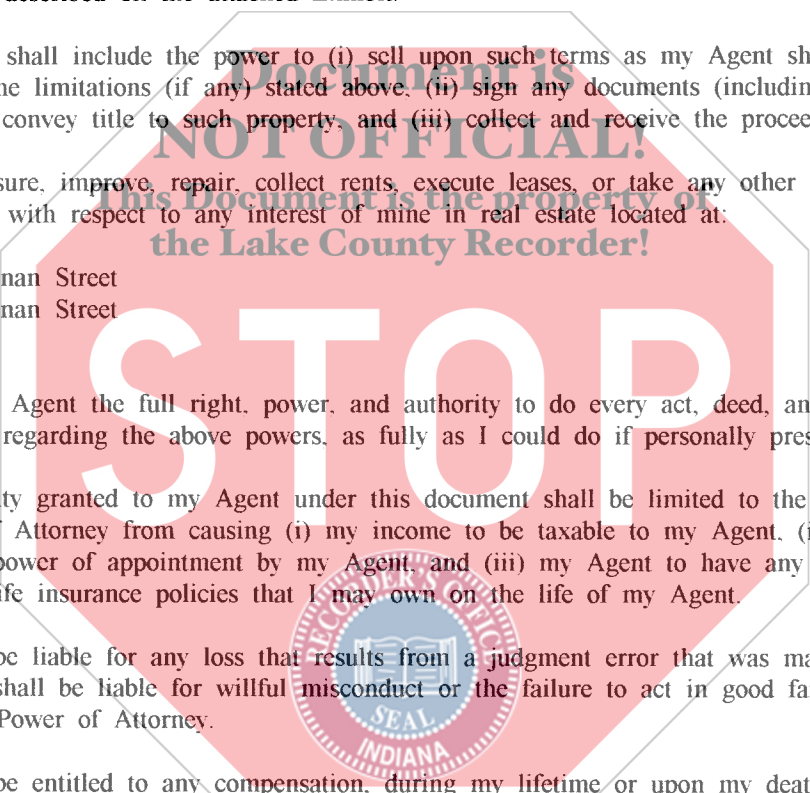 shall include the power to (i) sell upon such terms as my Agent sh
ne limitations (if any) stated above, (ii) sign any documents (includin
convey title to such property, and (iii) collect and receive the procee
sure, improve, repair, collect rents, execute leases, or take any other
with respect to any interest of mine in real estate located at:
nan Street
nan Street
Agent the full right, power, and authority to do every act, deed, an
regarding the above powers, as fully as I could do if personally pres
ty granted to my Agent under this document shall be limited to the
Attorney from causing (i) my income to be taxable to my Agent, (i
power of appointment by my Agent, and (iii) my Agent to have any
ife insurance policies that I may own on the life of my Agent.
be liable for any loss that results from a judgment error that was ma
shall be liable for willful misconduct or the failure to act in good fa
Power of Attorney.
be entitled to any compensation, during my lifetime or upon my deat
Document is
NOT OFFICIAL!
This Document is the property of
the Lake County Recorder!
STOP
RECORDER'S OFFICE
SEAL
INDIANA